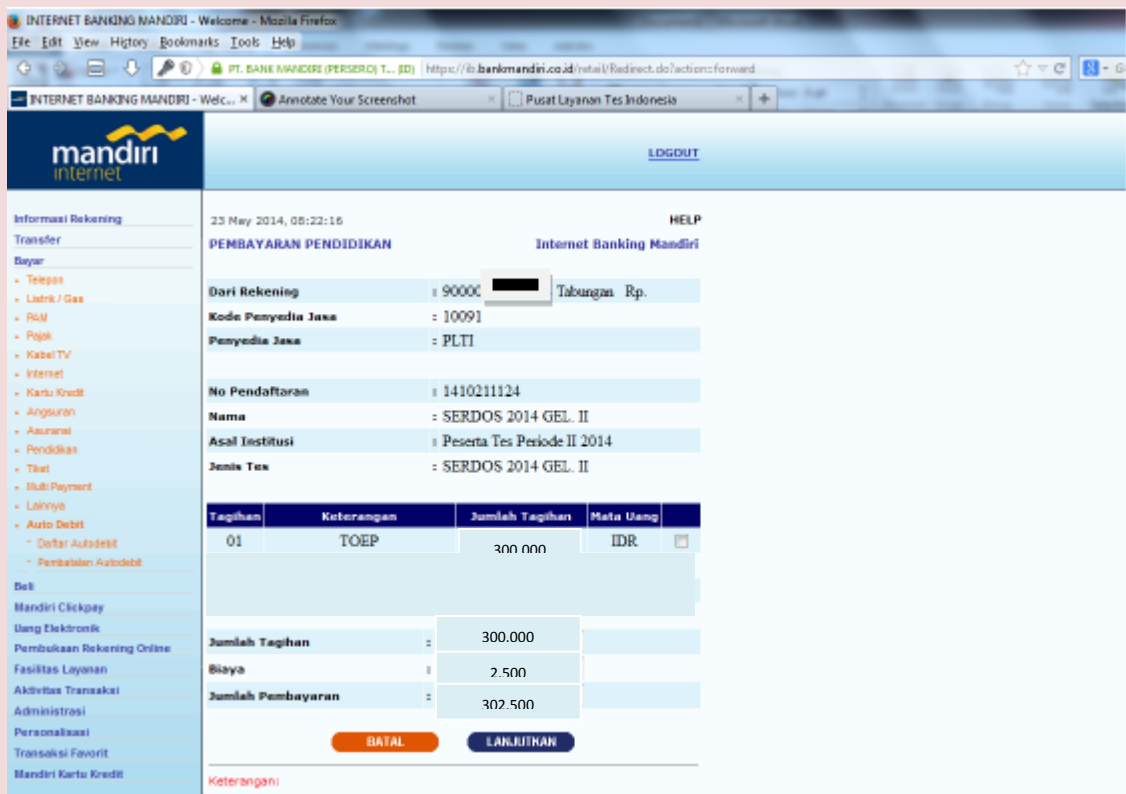 INTERNET BANKING MANDIRI - Welcome - Mozilla Firefox
File Edit View History Bookmarks Tools Help
PT. BANK MANDIRI (PERSERO) T... (ID) https://ib.bankmandiri.co.id/retail/Redirect.do?action=forward
INTERNET BANKING MANDIRI - Welc... × Annotate Your Screenshot × Pusat Layanan Tes Indonesia × +
mandiri
internet
LOGOUT
Informasi Rekening
Transfer
Bayar
Telepon
Listrik / Gas
PAM
Pajak
Kabel TV
Internet
Kartu Kredit
Angsuran
Asuransi
Pendidikan
Tiket
Multi Payment
Lainnya
Auto Debit
Daftar Autodebit
Pembatalan Autodebit
Beli
Mandiri Clickpay
Uang Elektronik
Pembukaan Rekening Online
Fasilitas Layanan
Aktivitas Transaksi
Administrasi
Personalisasi
Transaksi Favorit
Mandiri Kartu Kredit
23 May 2014, 08:22:16 HELP
PEMBAYARAN PENDIDIKAN Internet Banking Mandiri
Dari Rekening : 90000 Tabungan Rp.
Kode Penyedia Jasa : 10091
Penyedia Jasa : PLTI
No Pendaftaran : 1410211124
Nama : SERDOS 2014 GEL. II
Asal Institusi : Peserta Tes Periode II 2014
Jenis Tes : SERDOS 2014 GEL. II
Tagihan Keterangan Jumlah Tagihan Mata Uang
01 TOEP 300.000 IDR
Jumlah Tagihan : 300.000
Biaya : 2.500
Jumlah Pembayaran : 302.500
BATAL LANJUTKAN
Keterangan: